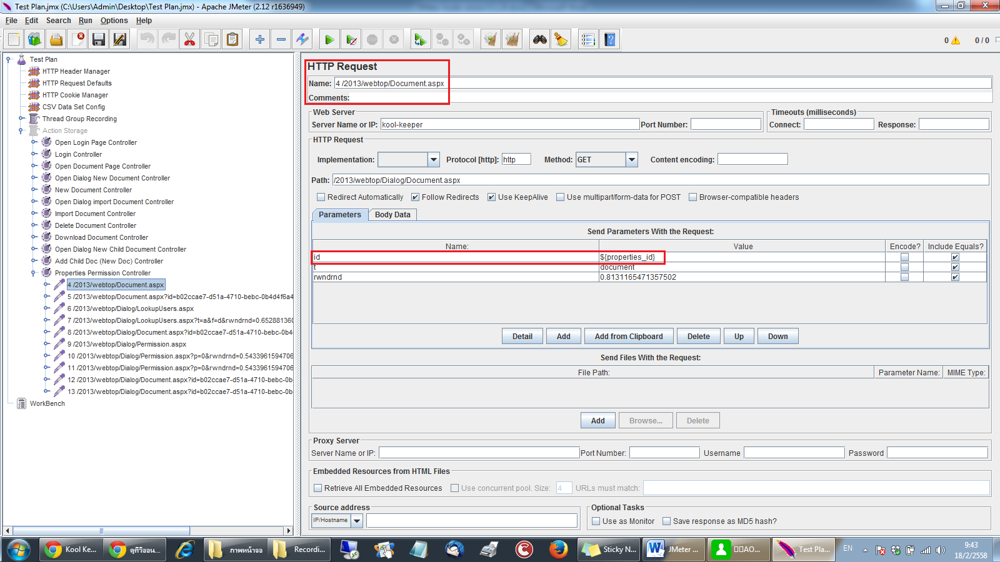 Test Plan.jmx (C:\Users\Admin\Desktop\Test Plan.jmx) - Apache JMeter (2.12 r1636949)
File Edit Search Run Options Help
0 0 / 0
Test Plan
HTTP Header Manager
HTTP Request Defaults
HTTP Cookie Manager
CSV Data Set Config
Thread Group Recording
Action Storage
Open Login Page Controller
Login Controller
Open Document Page Controller
Open Dialog New Document Controller
New Document Controller
Open Dialog import Document Controller
Import Document Controller
Delete Document Controller
Download Document Controller
Open Dialog New Child Document Controller
Add Child Doc (New Doc) Controller
Properties Permission Controller
4 /2013/webtop/Document.aspx
5 /2013/webtop/Document.aspx?id=b02ccae7-d51a-4710-bebc-0b4d4f6a4
6 /2013/webtop/Dialog/LookupUsers.aspx
7 /2013/webtop/Dialog/LookupUsers.aspx?t=a&f=d&rwndrnd=0.652881360
8 /2013/webtop/Dialog/Document.aspx?id=b02ccae7-d51a-4710-bebc-0b4
9 /2013/webtop/Dialog/Permission.aspx
10 /2013/webtop/Dialog/Permission.aspx?p=0&rwndrnd=0.5433961594706
11 /2013/webtop/Dialog/Permission.aspx?p=0&rwndrnd=0.5433961594706
12 /2013/webtop/Dialog/Document.aspx?id=b02ccae7-d51a-4710-bebc-0b
13 /2013/webtop/Dialog/Document.aspx?id=b02ccae7-d51a-4710-bebc-0b
WorkBench
HTTP Request
Name: 4 /2013/webtop/Document.aspx
Comments:
Web Server
Server Name or IP: kool-keeper Port Number:
Timeouts (milliseconds)
Connect: Response:
HTTP Request
Implementation: Protocol [http]: http Method: GET Content encoding:
Path: /2013/webtop/Dialog/Document.aspx
Redirect Automatically Follow Redirects Use KeepAlive Use multipart/form-data for POST Browser-compatible headers
Parameters Body Data
Send Parameters With the Request:
Name: Value Encode? Include Equals?
id ${properties_id}
t document
rwndrnd 0.8131165471357502
Detail Add Add from Clipboard Delete Up Down
Send Files With the Request:
File Path: Parameter Name: MIME Type:
Add Browse... Delete
Proxy Server
Server Name or IP: Port Number: Username Password
Embedded Resources from HTML Files
Retrieve All Embedded Resources Use concurrent pool. Size: 4 URLs must match:
Source address
IP/Hostname
Optional Tasks
Use as Monitor Save response as MD5 hash?
Kool Ke... ดูทีวีออน... ภาพหน้าจอ Recordi... Sticky N... JMeter ... AO... Test Pla... EN
9:43
18/2/2558